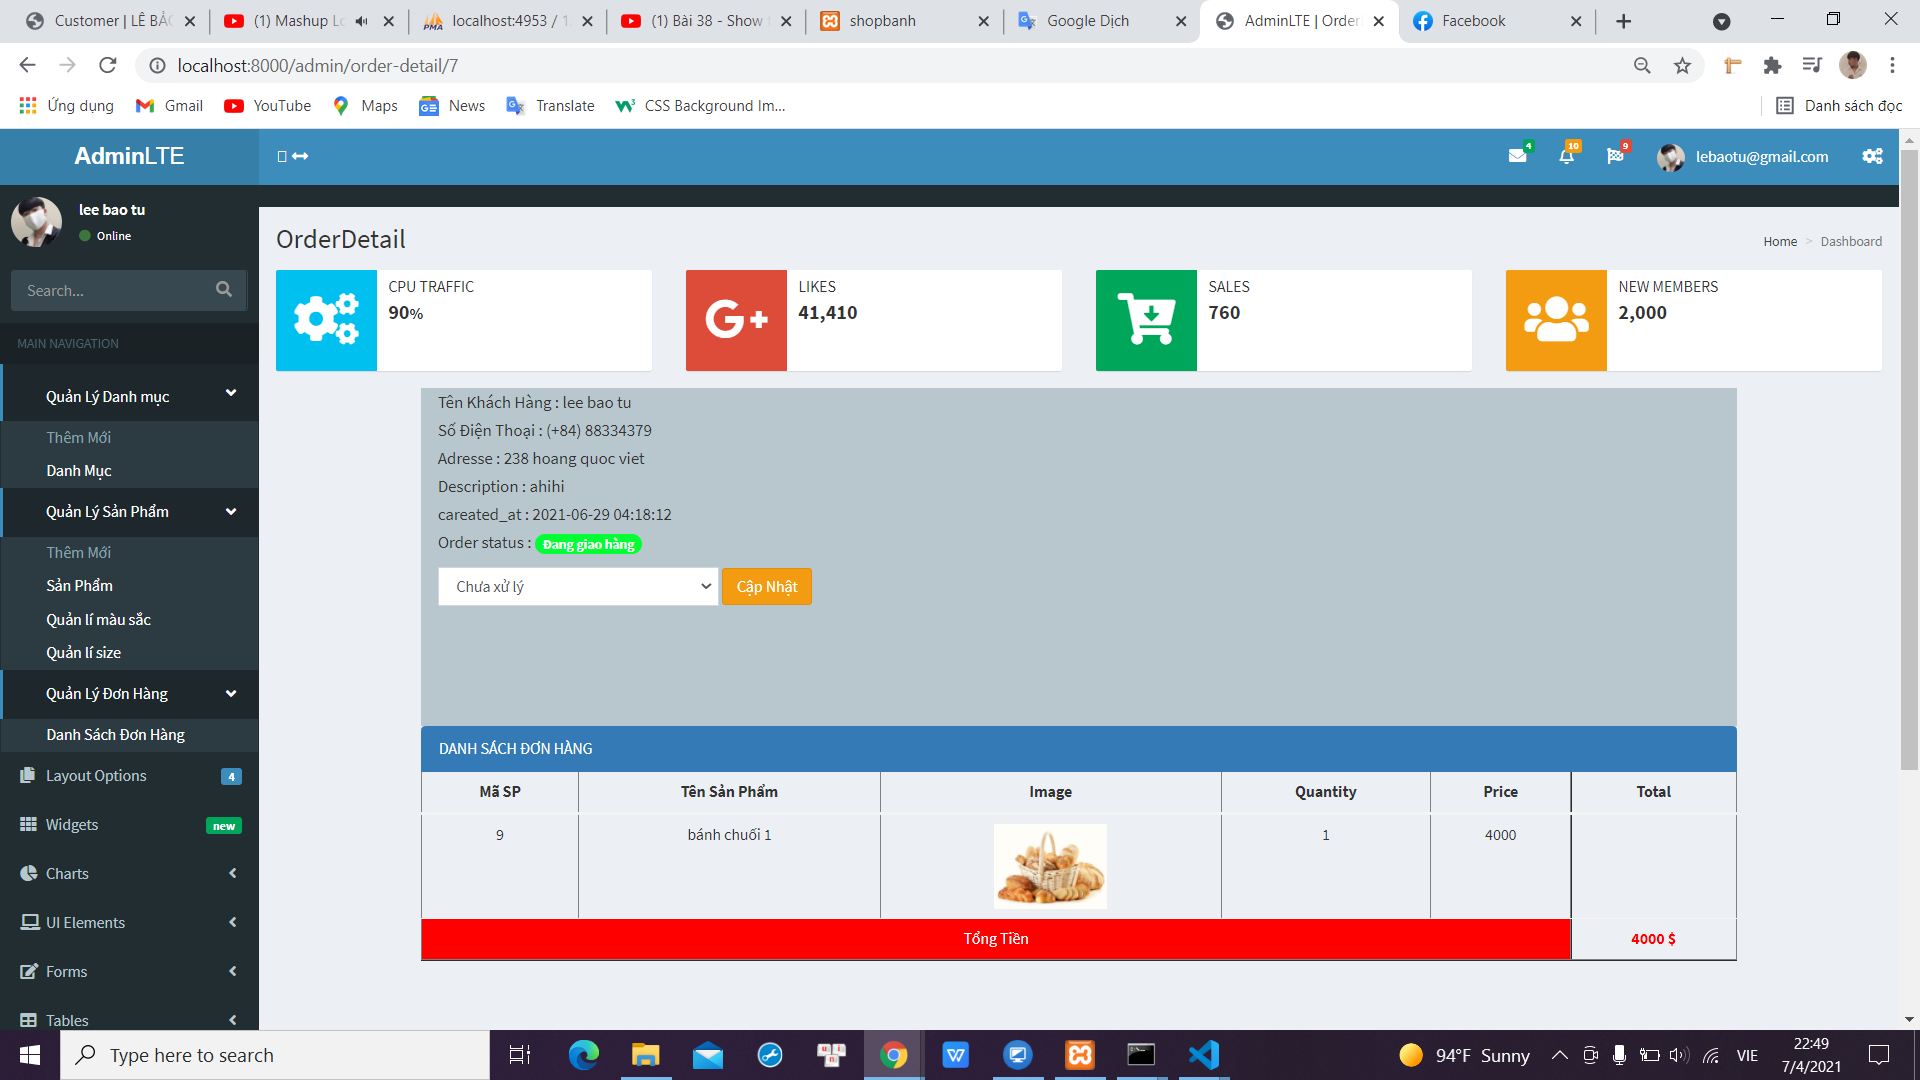 Customer | LÊ BẢO
(1) Mashup Lo
localhost:4953 / 1
(1) Bài 38 - Show
shopbanh
Google Dịch
AdminLTE | Order
Facebook
localhost:8000/admin/order-detail/7
Ứng dụng
Gmail
YouTube
Maps
News
Translate
CSS Background Im...
Danh sách đọc
AdminLTE
4
10
9
lebaotu@gmail.com
lee bao tu
Online
Search...
MAIN NAVIGATION
Quản Lý Danh mục
Thêm Mới
Danh Mục
Quản Lý Sản Phẩm
Thêm Mới
Sản Phẩm
Quản lí màu sắc
Quản lí size
Quản Lý Đơn Hàng
Danh Sách Đơn Hàng
Layout Options 4
Widgets new
Charts
UI Elements
Forms
Tables
OrderDetail
Home > Dashboard
CPU TRAFFIC
90%
LIKES
41,410
SALES
760
NEW MEMBERS
2,000
Tên Khách Hàng : lee bao tu
Số Điện Thoại : (+84) 88334379
Adresse : 238 hoang quoc viet
Description : ahihi
careated_at : 2021-06-29 04:18:12
Order status : Đang giao hàng
Chưa xử lý
Cập Nhật
DANH SÁCH ĐƠN HÀNG
Mã SP Tên Sản Phẩm Image Quantity Price Total
9 bánh chuối 1 1 4000
Tổng Tiền 4000 $
Type here to search
94°F Sunny
VIE
22:49
7/4/2021